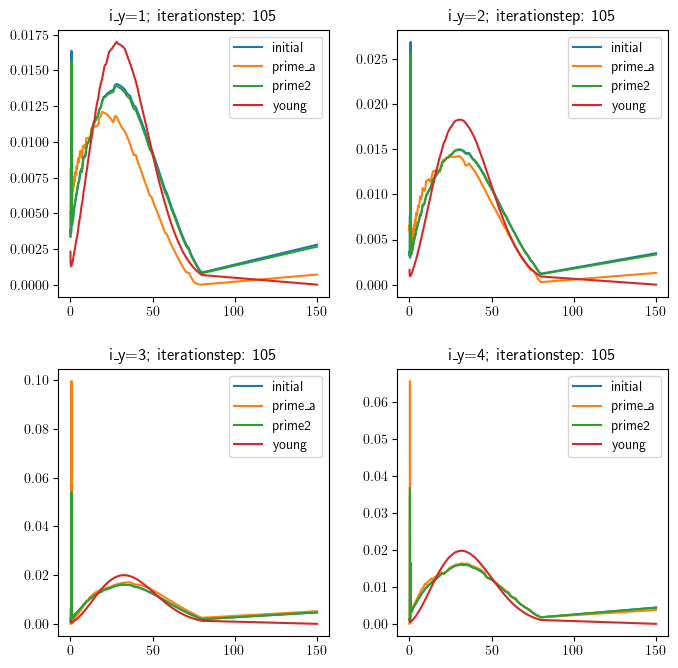 i_y=1; iterationstep: 105
0.0175
0.0150
0.0125
0.0100
0.0075
0.0050
0.0025
0.0000
0
50
100
150
initial
prime_a
prime2
young
i_y=2; iterationstep: 105
0.025
0.020
0.015
0.010
0.005
0.000
0
50
100
150
initial
prime_a
prime2
young
i_y=3; iterationstep: 105
0.10
0.08
0.06
0.04
0.02
0.00
0
50
100
150
initial
prime_a
prime2
young
i_y=4; iterationstep: 105
0.06
0.05
0.04
0.03
0.02
0.01
0.00
0
50
100
150
initial
prime_a
prime2
young